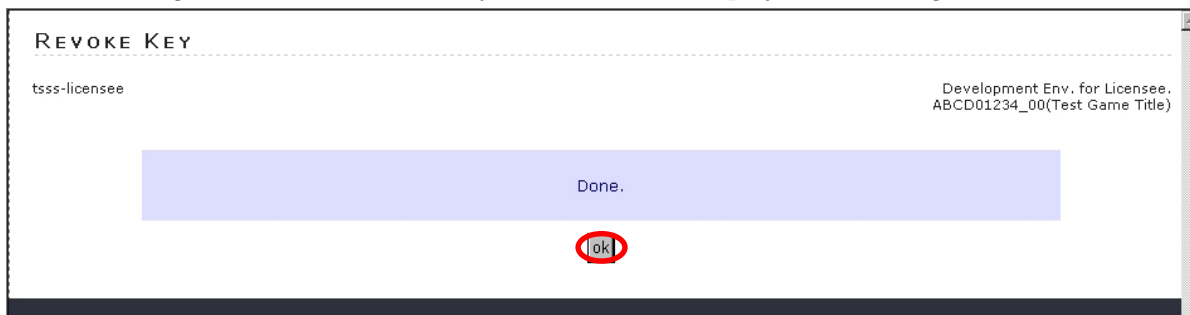 REVOKE KEY
tsss-licensee
Development Env. for Licensee.
ABCD01234_00(Test Game Title)
Done.
ok